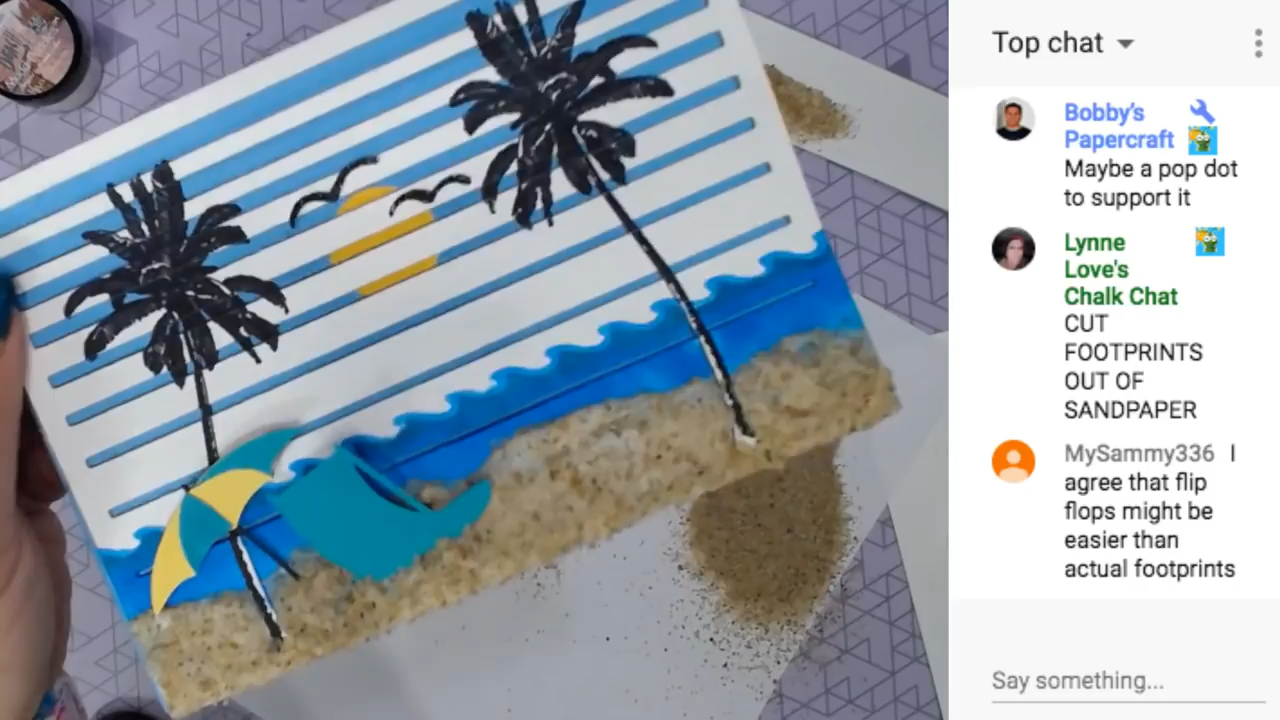 Top chat
Bobby's
Papercraft
Maybe a pop dot
to support it
Lynne
Love's
Chalk Chat
CUT
FOOTPRINTS
OUT OF
SANDPAPER
MySammy336 I
agree that flip
flops might be
easier than
actual footprints
Say something...